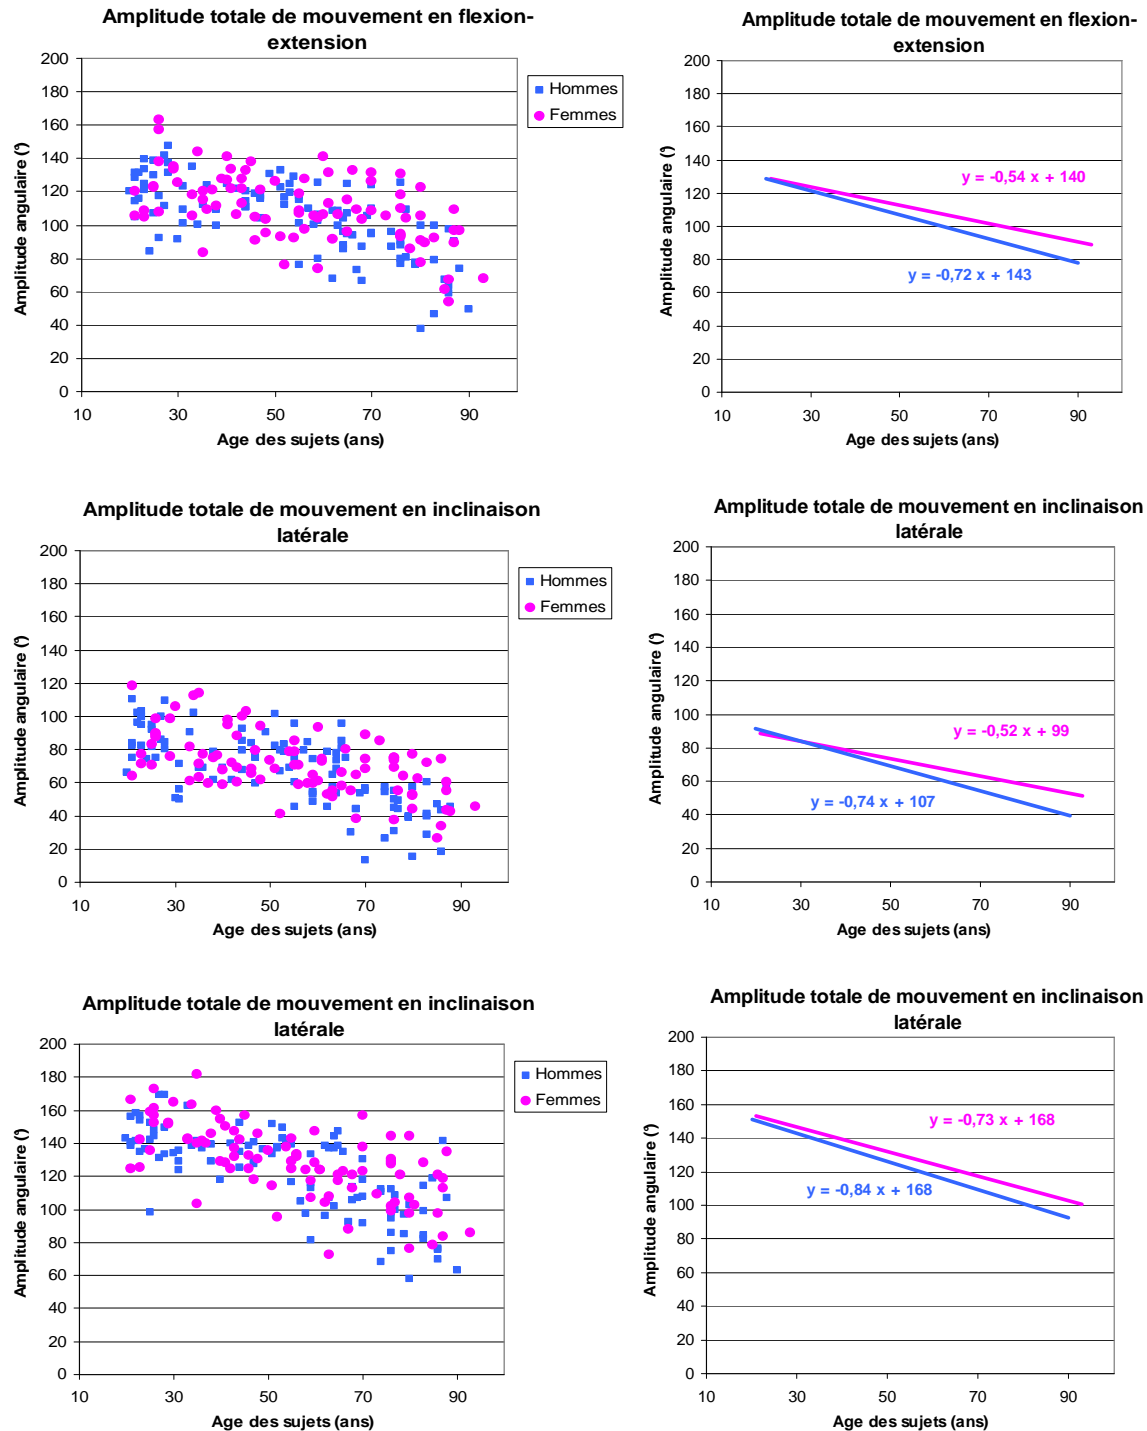 Amplitude totale de mouvement en flexion-
extension
200
180
160
140
120
100
80
60
40
20
0
10 30 50 70 90
Amplitude angulaire (°)
Age des sujets (ans)
Hommes
Femmes
Amplitude totale de mouvement en flexion-
extension
200
180
160
140
120
100
80
60
40
20
0
10 30 50 70 90
Amplitude angulaire (°)
Age des sujets (ans)
y = -0,54 x + 140
y = -0,72 x + 143
Amplitude totale de mouvement en inclinaison
latérale
200
180
160
140
120
100
80
60
40
20
0
10 30 50 70 90
Amplitude angulaire (°)
Age des sujets (ans)
Hommes
Femmes
Amplitude totale de mouvement en inclinaison
latérale
200
180
160
140
120
100
80
60
40
20
0
10 30 50 70 90
Amplitude angulaire (°)
Age des sujets (ans)
y = -0,52 x + 99
y = -0,74 x + 107
Amplitude totale de mouvement en inclinaison
latérale
200
180
160
140
120
100
80
60
40
20
0
10 30 50 70 90
Amplitude angulaire (°)
Age des sujets (ans)
Hommes
Femmes
Amplitude totale de mouvement en inclinaison
latérale
200
180
160
140
120
100
80
60
40
20
0
10 30 50 70 90
Amplitude angulaire (°)
Age des sujets (ans)
y = -0,73 x + 168
y = -0,84 x + 168